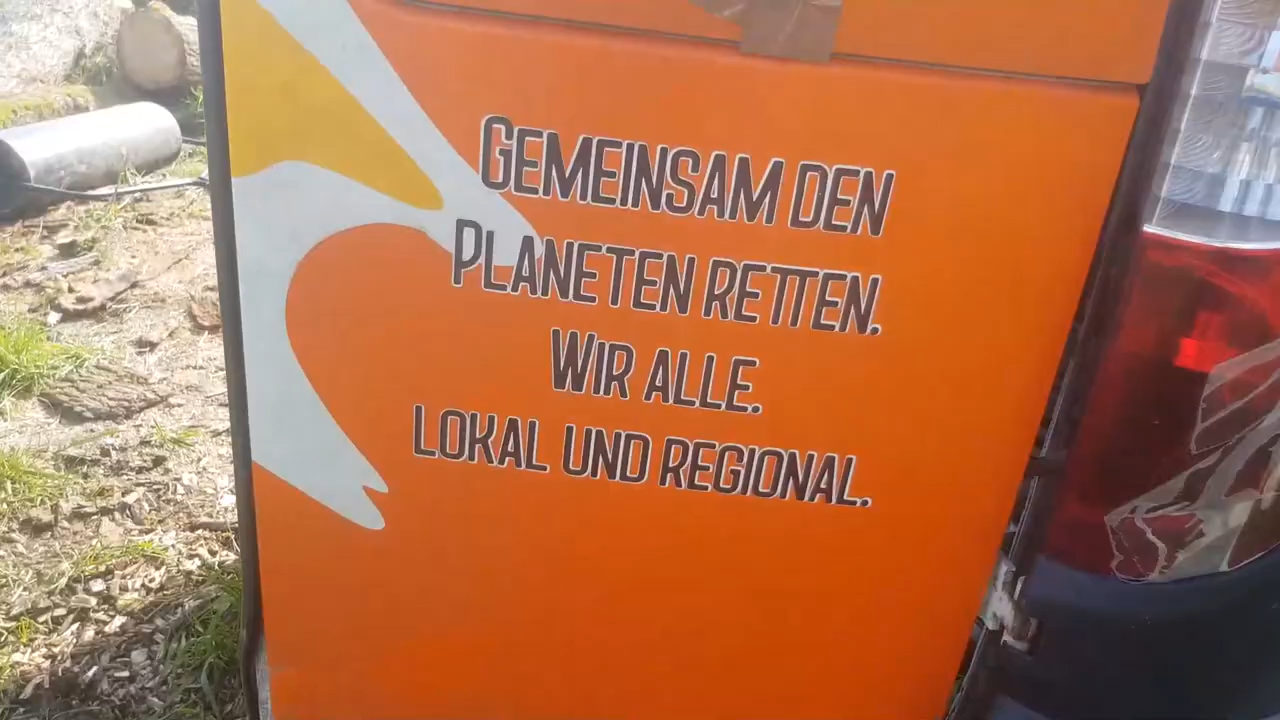 GEMEINSAM DEN
PLANETEN RETTEN.
WIR ALLE.
LOKAL UND REGIONAL.